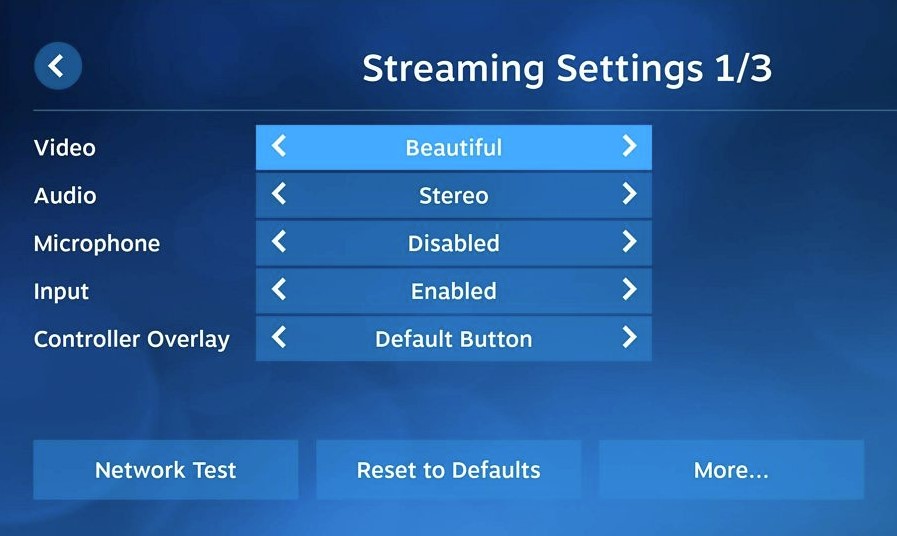 Streaming Settings 1/3
Video Beautiful
Audio Stereo
Microphone Disabled
Input Enabled
Controller Overlay Default Button
Network Test Reset to Defaults More...